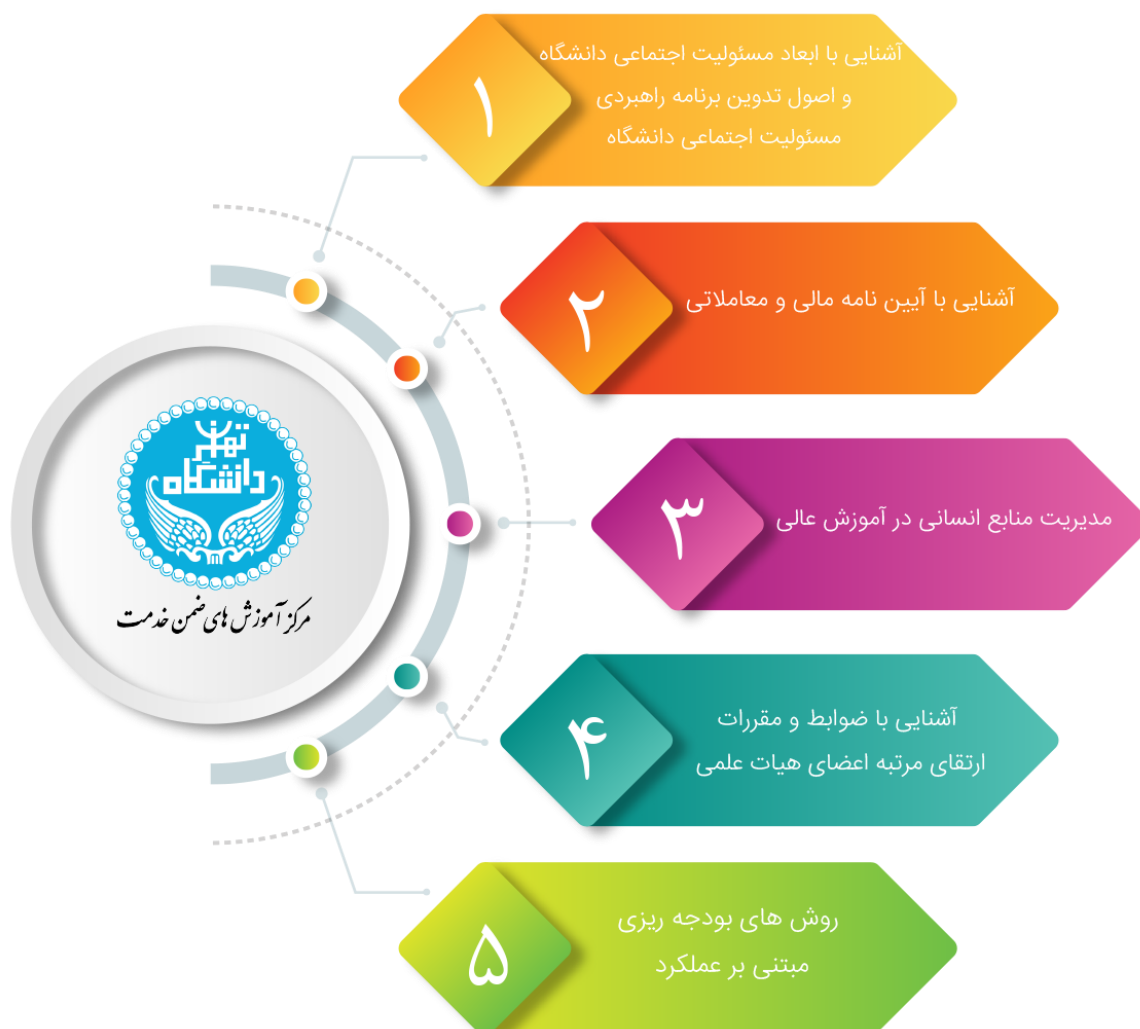 ۱
آشنایی با ابعاد مسئولیت اجتماعی دانشگاه
و اصول تدوین برنامه راهبردی
مسئولیت اجتماعی دانشگاه
۲
آشنایی با آیین نامه مالی و معاملاتی
۳
مدیریت منابع انسانی در آموزش عالی
۴
آشنایی با ضوابط و مقررات
ارتقای مرتبه اعضای هیات علمی
۵
روش های بودجه ریزی
مبتنی بر عملکرد
دانشگاه
تهران
مرکز آموزش های ضمن خدمت